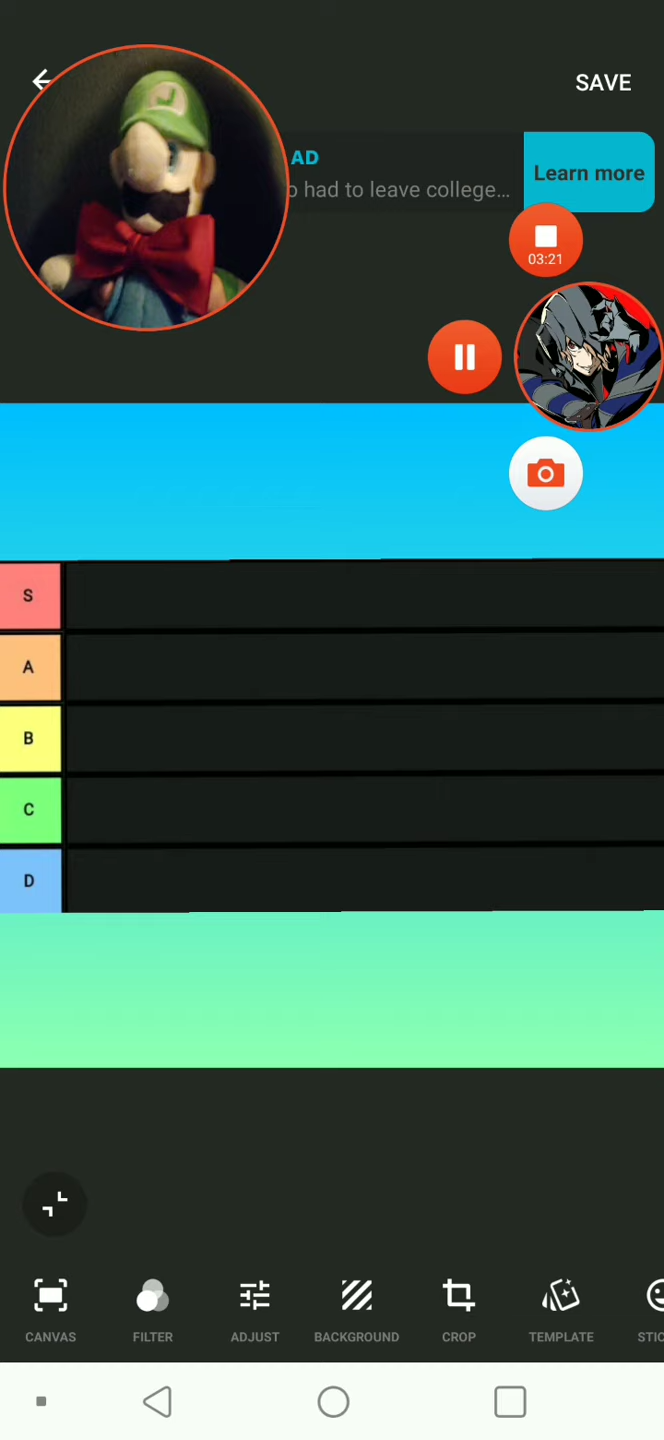 SAVE
AD
had to leave college...
Learn more
03:21
S
A
B
C
D
CANVAS
FILTER
ADJUST
BACKGROUND
CROP
TEMPLATE
STIC